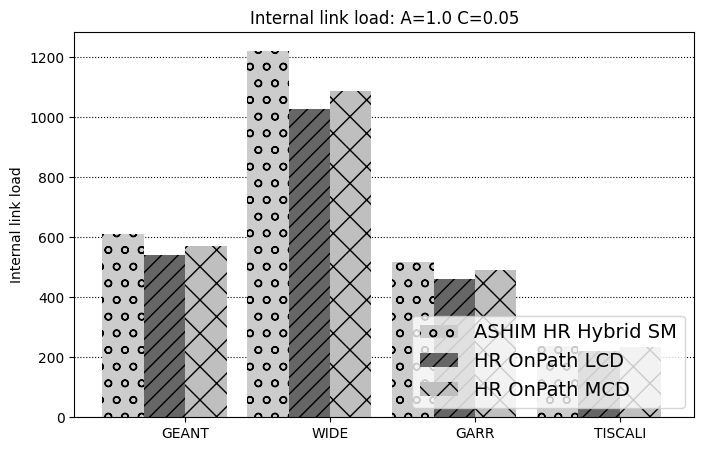 Internal link load: A=1.0 C=0.05
Internal link load
1200
1000
800
600
400
200
0
ASHIM HR Hybrid SM
HR OnPath LCD
HR OnPath MCD
GEANT
WIDE
GARR
TISCALI